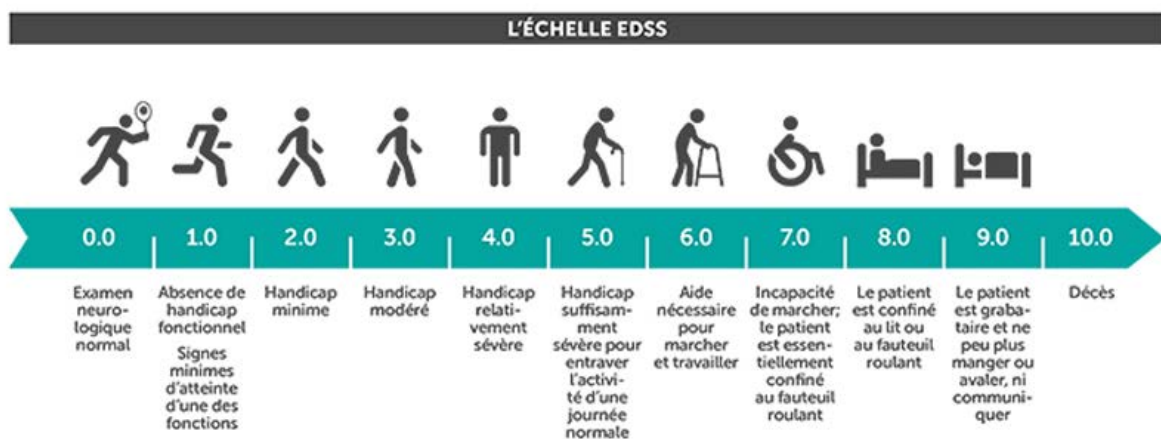 L'ÉCHELLE EDSS
0.0
1.0
2.0
3.0
4.0
5.0
6.0
7.0
8.0
9.0
10.0
Examen
neuro-
logique
normal
Absence de
handicap
fonctionnel
Signes
minimes
d'atteinte
d'une des
fonctions
Handicap
minime
Handicap
modéré
Handicap
relati-
vement
sévère
Handicap
suffisam-
ment
sévère pour
entraver
l'activi-
té d'une
journée
normale
Aide
nécessaire
pour
marcher
et travailler
Incapacité
de marcher;
le patient
est essen-
tiellement
confiné
au fauteuil
roulant
Le patient
est confiné
au lit ou
au fauteuil
roulant
Le patient
est graba-
taire et ne
peu plus
manger ou
avaler, ni
communi-
quer
Décès